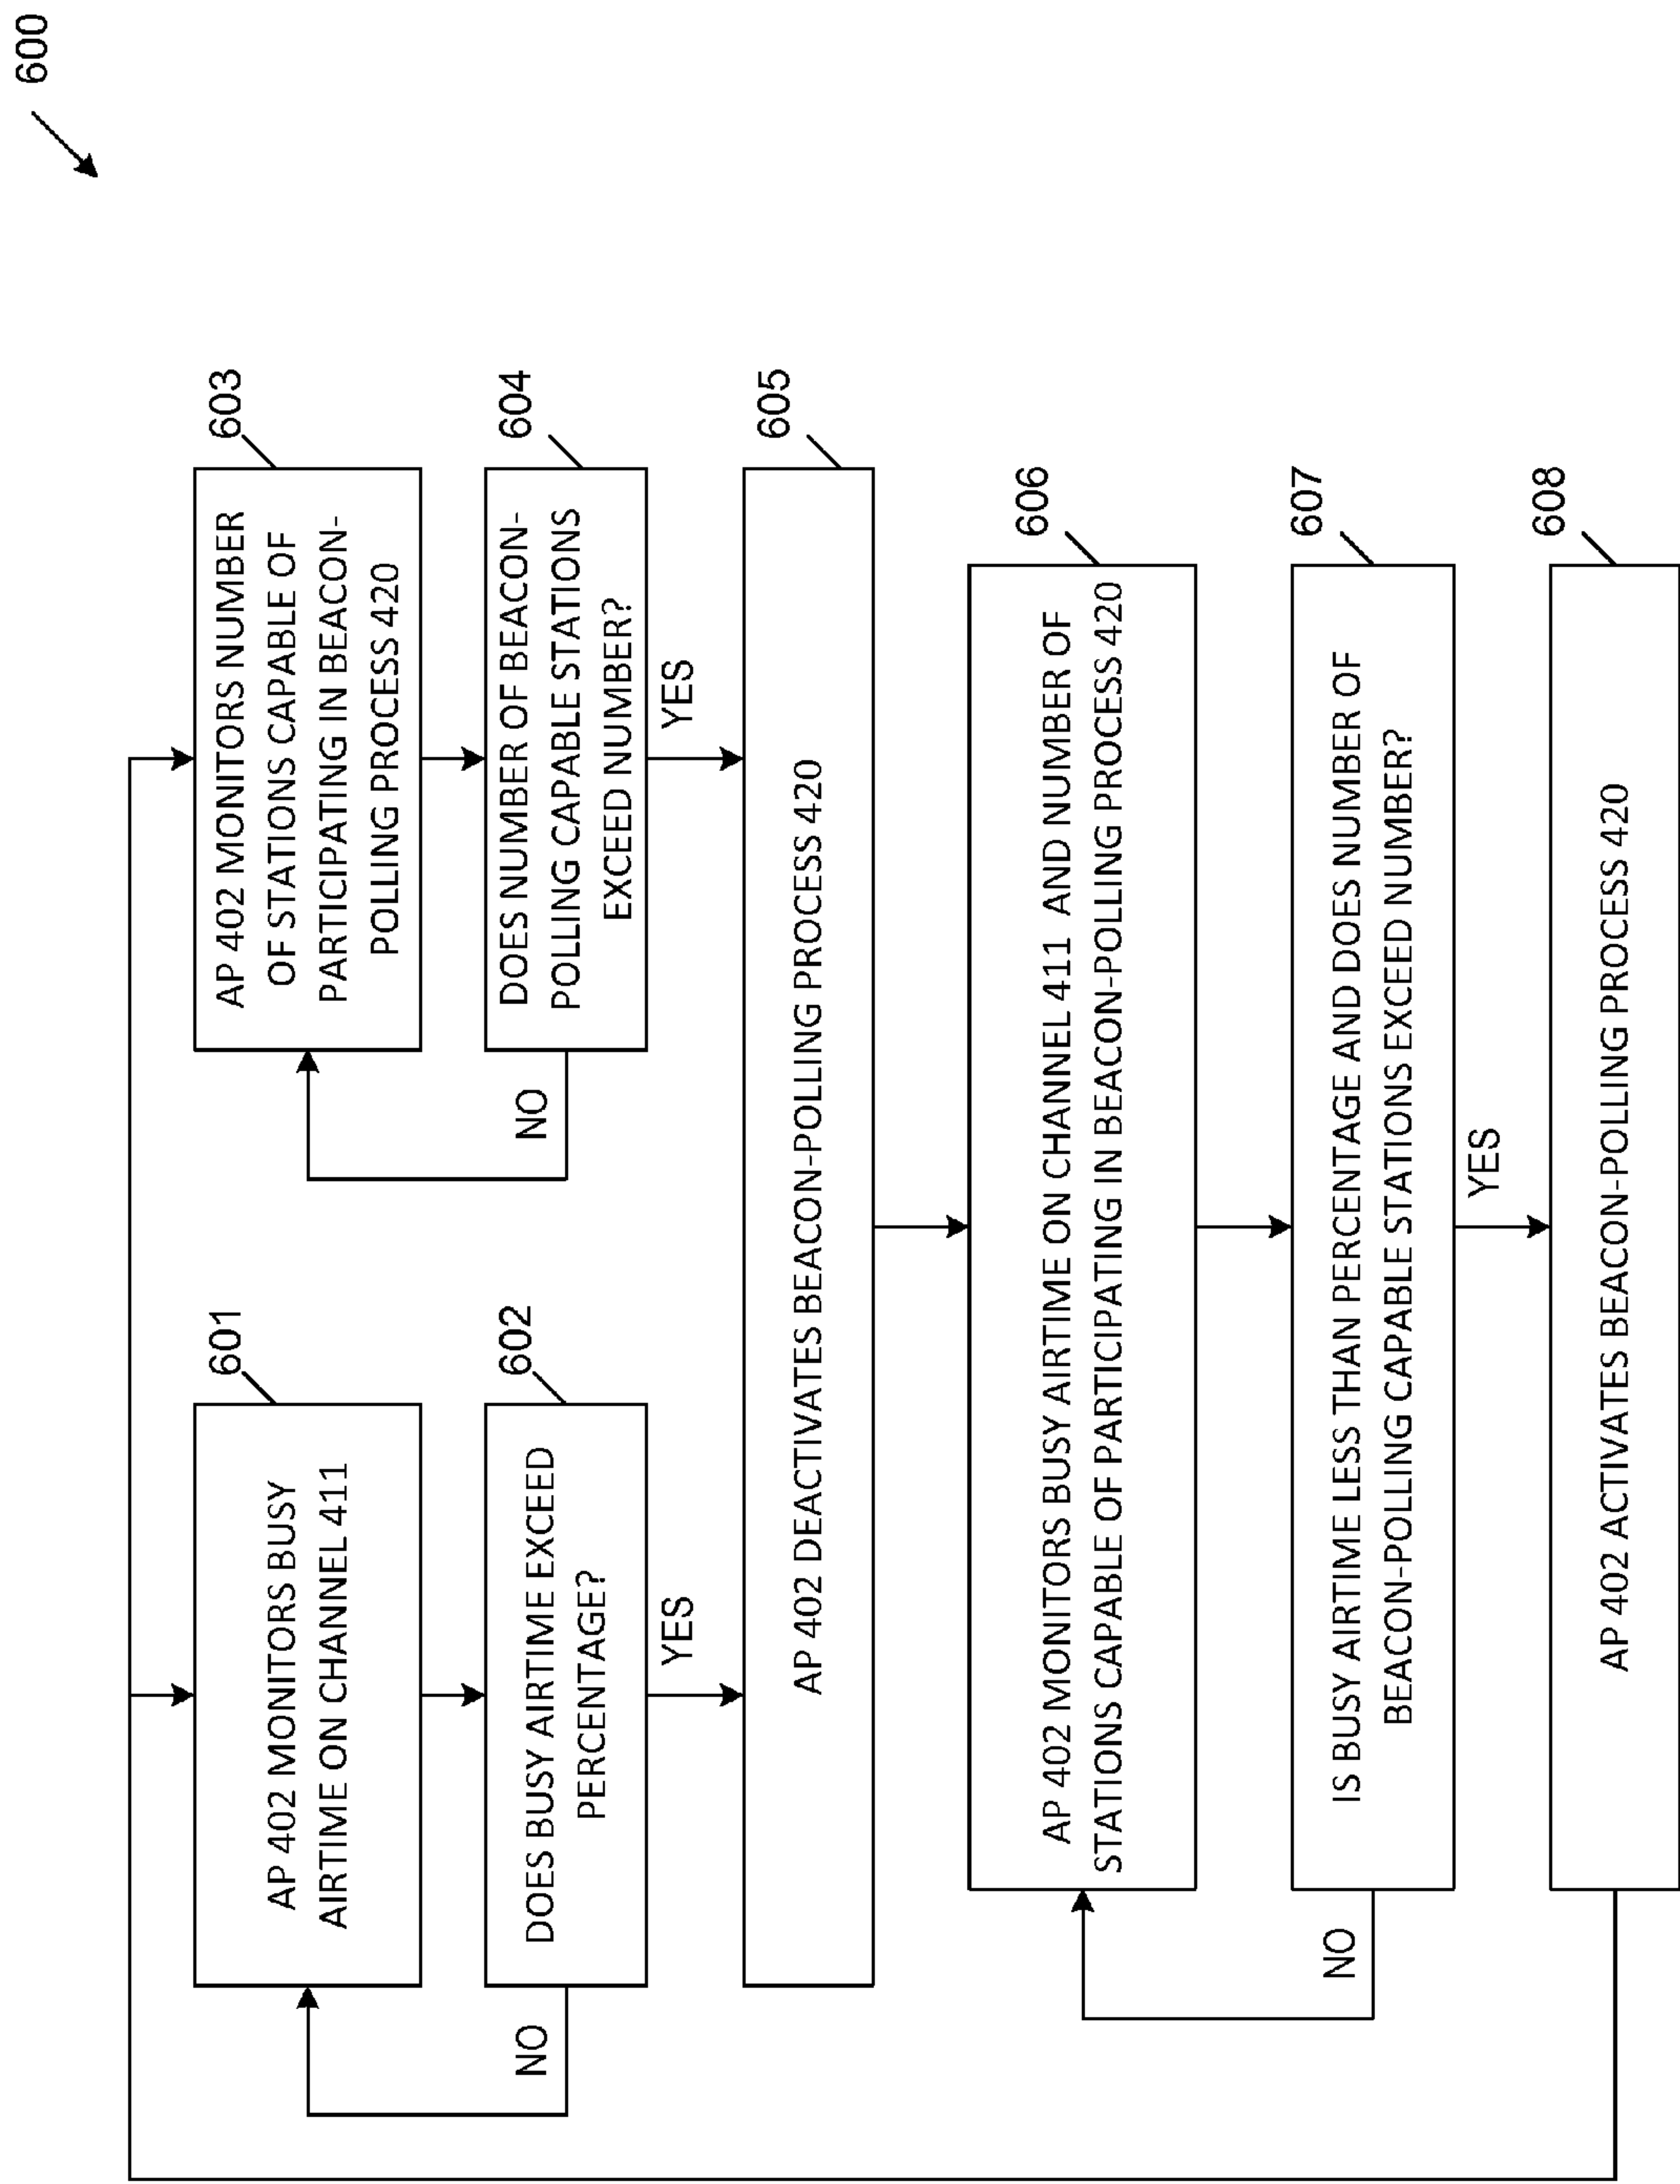 600
601
AP 402 MONITORS BUSY
AIRTIME ON CHANNEL 411
602
DOES BUSY AIRTIME EXCEED
PERCENTAGE?
NO
YES
603
AP 402 MONITORS NUMBER
OF STATIONS CAPABLE OF
PARTICIPATING IN BEACON-
POLLING PROCESS 420
604
DOES NUMBER OF BEACON-
POLLING CAPABLE STATIONS
EXCEED NUMBER?
NO
YES
605
AP 402 DEACTIVATES BEACON-POLLING PROCESS 420
606
AP 402 MONITORS BUSY AIRTIME ON CHANNEL 411 AND NUMBER OF
STATIONS CAPABLE OF PARTICIPATING IN BEACON-POLLING PROCESS 420
607
IS BUSY AIRTIME LESS THAN PERCENTAGE AND DOES NUMBER OF
BEACON-POLLING CAPABLE STATIONS EXCEED NUMBER?
NO
YES
608
AP 402 ACTIVATES BEACON-POLLING PROCESS 420